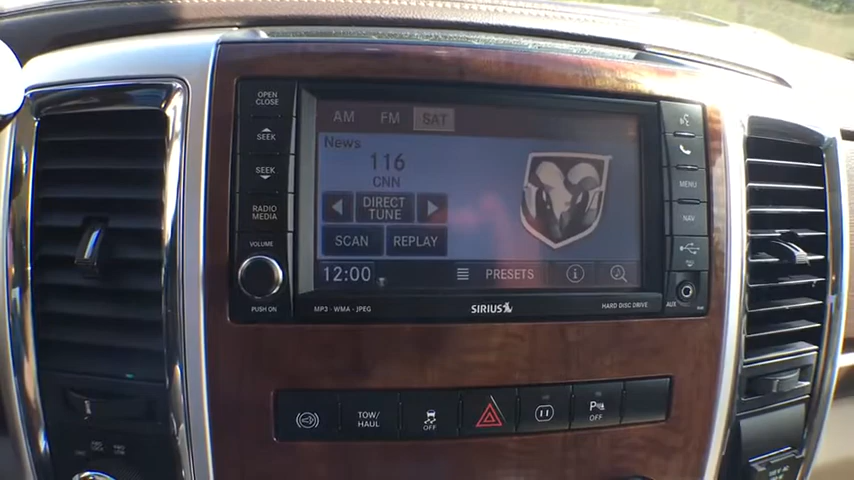 OPEN
CLOSE
SEEK
SEEK
RADIO
MEDIA
VOLUME
PUSH ON
AM FM SAT
News
116
CNN
DIRECT
TUNE
SCAN REPLAY
12:00 PRESETS
MP3 · WMA · JPEG SIRIUS HARD DISC DRIVE
MENU
NAV
AUX
TOW/
HAUL
OFF
P
OFF